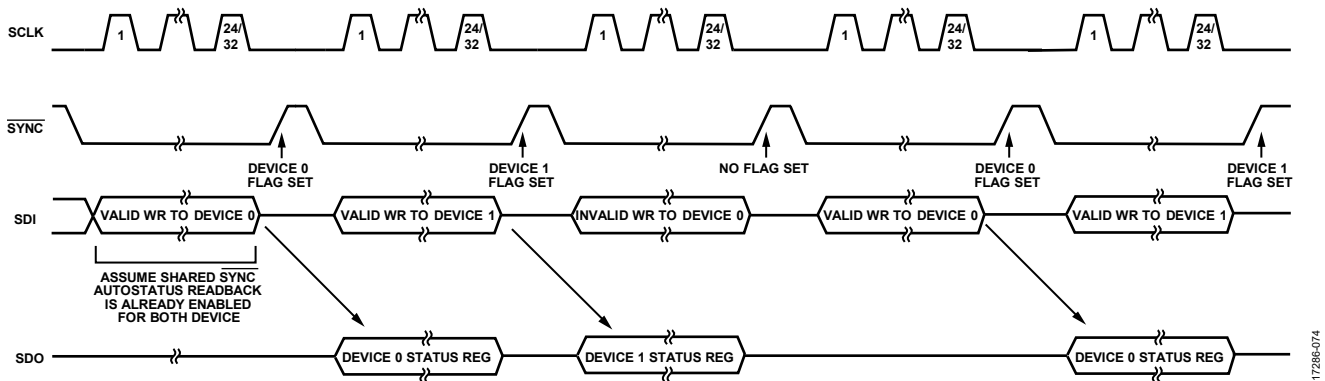 SCLK
1
24/
32
1
24/
32
1
24/
32
1
24/
32
1
24/
32
SYNC
DEVICE 0
FLAG SET
DEVICE 1
FLAG SET
NO FLAG SET
DEVICE 0
FLAG SET
DEVICE 1
FLAG SET
SDI
VALID WR TO DEVICE 0
VALID WR TO DEVICE 1
INVALID WR TO DEVICE 0
VALID WR TO DEVICE 0
VALID WR TO DEVICE 1
ASSUME SHARED SYNC
AUTOSTATUS READBACK
IS ALREADY ENABLED
FOR BOTH DEVICE
SDO
DEVICE 0 STATUS REG
DEVICE 1 STATUS REG
DEVICE 0 STATUS REG
17286-074